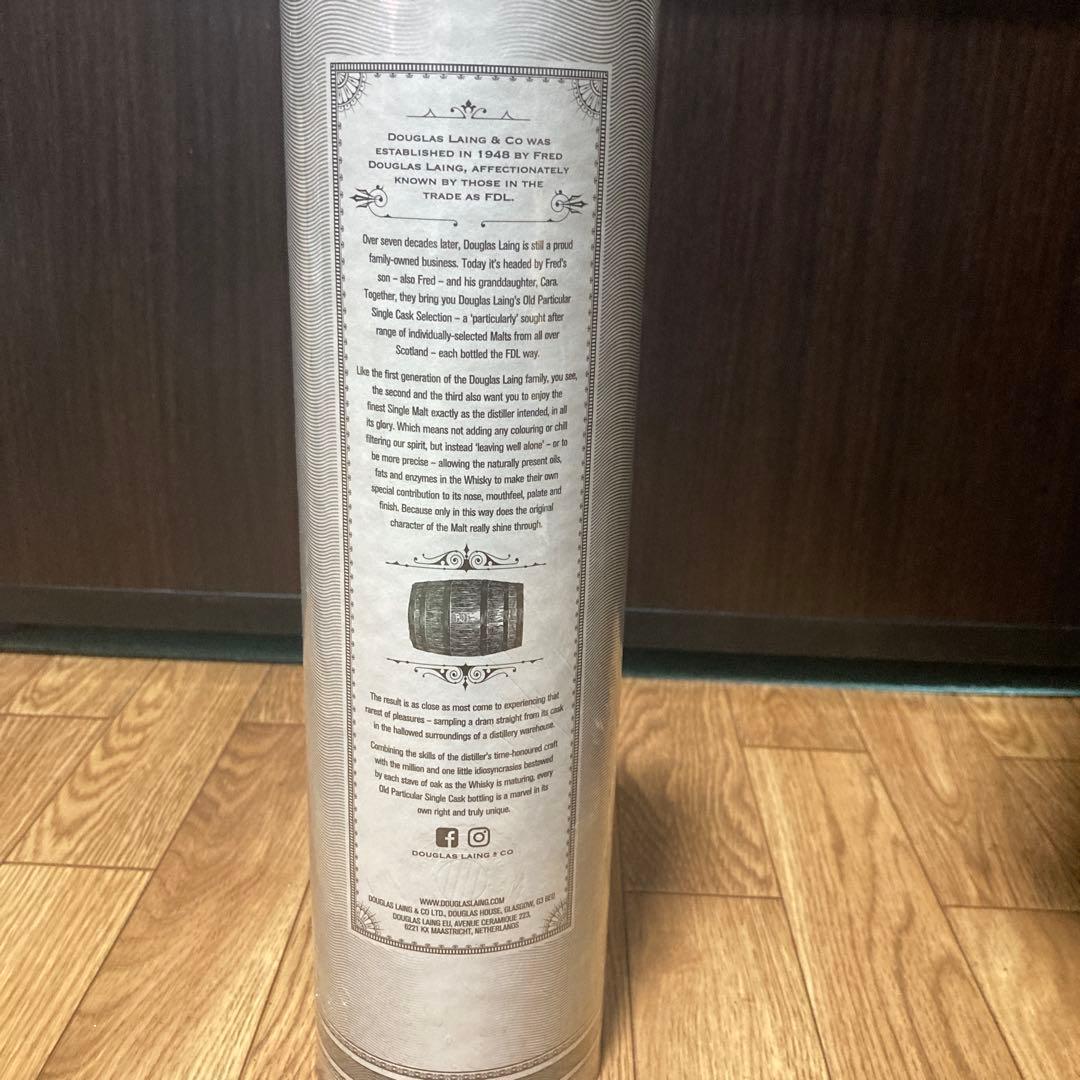 DOUGLAS LAING & CO WAS
ESTABLISHED IN 1948 BY FRED
DOUGLAS LAING, AFFECTIONATELY
KNOWN BY THOSE IN THE
TRADE AS FDL.
Over seven decades later, Douglas Laing is still a proud
family-owned business. Today it's headed by Fred's
son – also Fred – and his granddaughter, Cara.
Together, they bring you Douglas Laing's Old Particular
Single Cask Selection – a 'particularly' sought after
range of individually-selected Malts from all over
Scotland – each bottled the FDL way.
Like the first generation of the Douglas Laing family, you see,
the second and the third also want you to enjoy the
finest Single Malt exactly as the distiller intended, in all
its glory. Which means not adding any colouring or chill
filtering our spirit, but instead 'leaving well alone' – or to
be more precise – allowing the naturally present oils,
fats and enzymes in the Whisky to make their own
special contribution to its nose, mouthfeel, palate and
finish. Because only in this way does the original
character of the Malt really shine through.
The result is as close as most come to experiencing that
rarest of pleasures – sampling a dram straight from its cask
in the hallowed surroundings of a distillery warehouse.
Combining the skills of the distiller's time-honoured craft
with the million and one little idiosyncrasies bestowed
by each stave of oak as the Whisky is maturing, every
Old Particular Single Cask bottling is a marvel in its
own right and truly unique.
DOUGLAS LAING & CO
WWW.DOUGLASLAING.COM
DOUGLAS LAING & CO LTD., DOUGLAS HOUSE, GLASGOW, G3 8EQ
DOUGLAS LAING EU, AVENUE CERAMIQUE 223,
6221 KX MAASTRICHT, NETHERLANDS